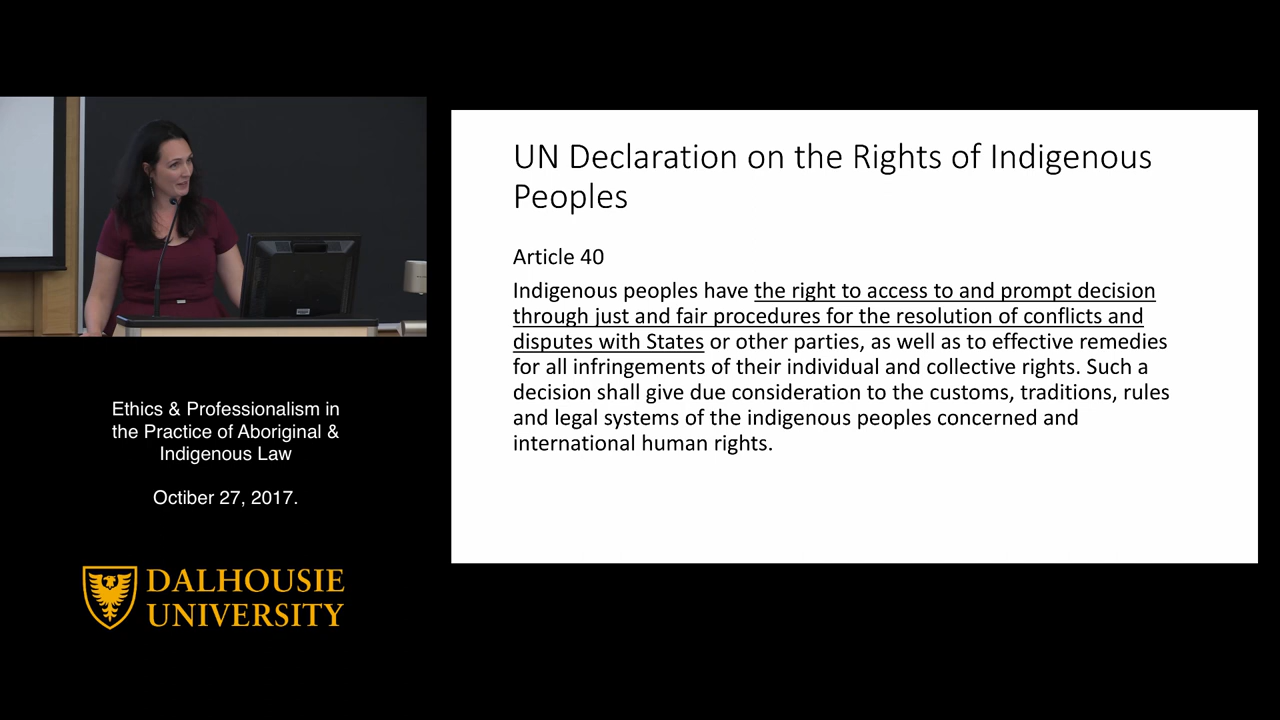 UN Declaration on the Rights of Indigenous
Peoples
Article 40
Indigenous peoples have the right to access to and prompt decision
through just and fair procedures for the resolution of conflicts and
disputes with States or other parties, as well as to effective remedies
for all infringements of their individual and collective rights. Such a
decision shall give due consideration to the customs, traditions, rules
and legal systems of the indigenous peoples concerned and
international human rights.
Ethics & Professionalism in
the Practice of Aboriginal &
Indigenous Law
Octiber 27, 2017.
DALHOUSIE
UNIVERSITY